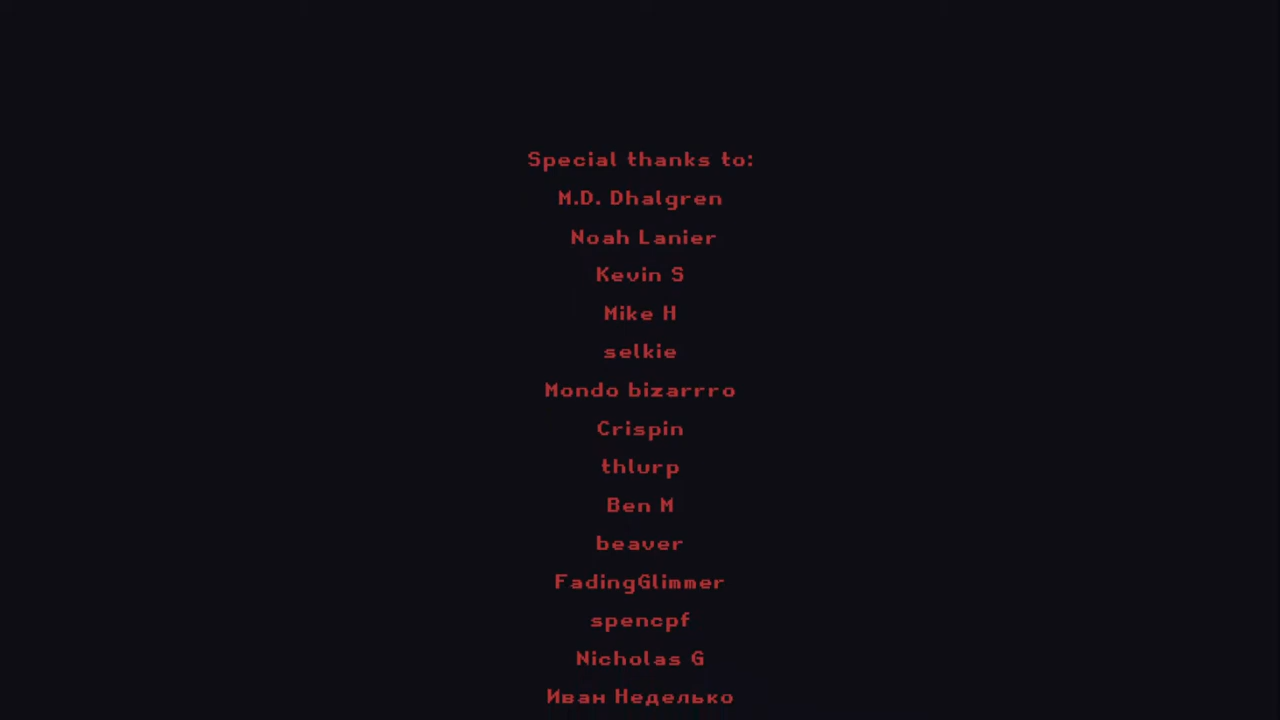 Special thanks to:
M.D. Dhalgren
Noah Lanier
Kevin S
Mike H
selkie
Mondo bizarrro
Crispin
thlurp
Ben M
beaver
FadingGlimmer
spencpf
Nicholas G
Иван Неделько